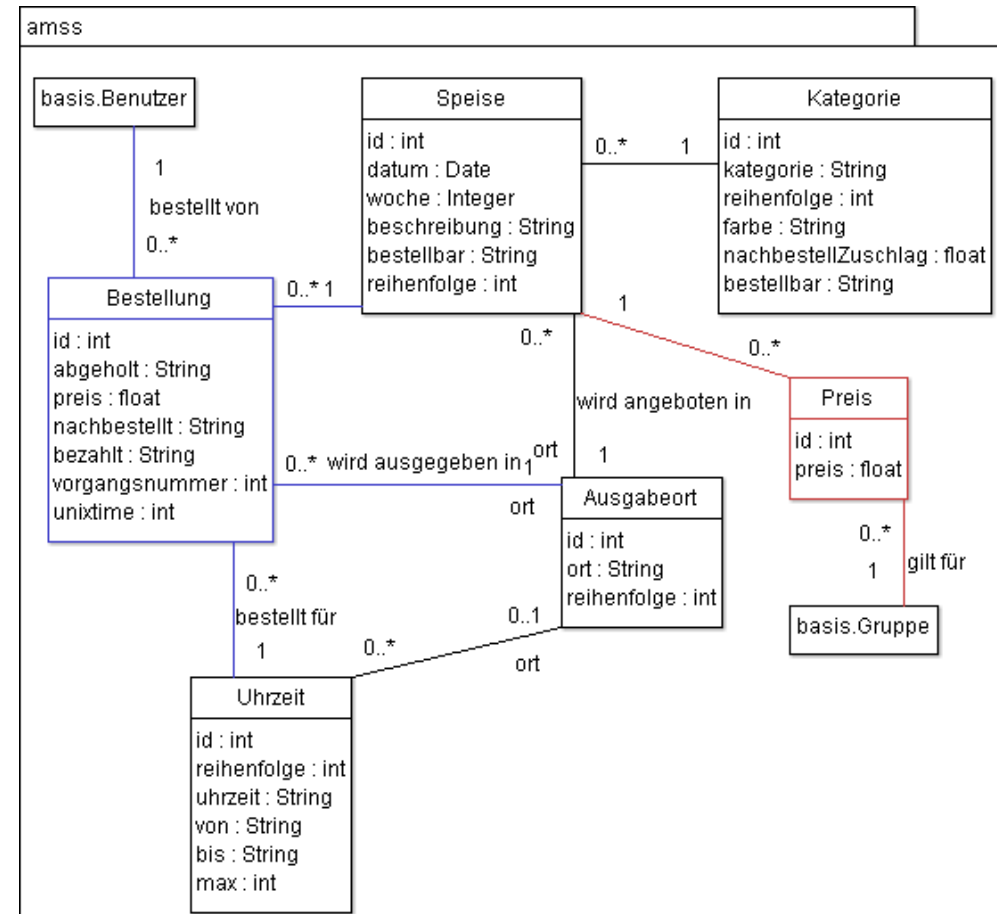 amss
basis.Benutzer
1
bestellt von
0..*
Speise
id : int
datum : Date
woche : Integer
beschreibung : String
bestellbar : String
reihenfolge : int
0..* 1
Kategorie
id : int
kategorie : String
reihenfolge : int
farbe : String
nachbestellZuschlag : float
bestellbar : String
Bestellung
id : int
abgeholt : String
preis : float
nachbestellt : String
bezahlt : String
vorgangsnummer : int
unixtime : int
0..* 1
1
0..*
0..*
wird angeboten in
ort
1
Preis
id : int
preis : float
0..* wird ausgegeben in 1
ort
Ausgabeort
id : int
ort : String
reihenfolge : int
0..*
1
gilt für
basis.Gruppe
0..*
bestellt für
1
0..*
0..1
ort
Uhrzeit
id : int
reihenfolge : int
uhrzeit : String
von : String
bis : String
max : int